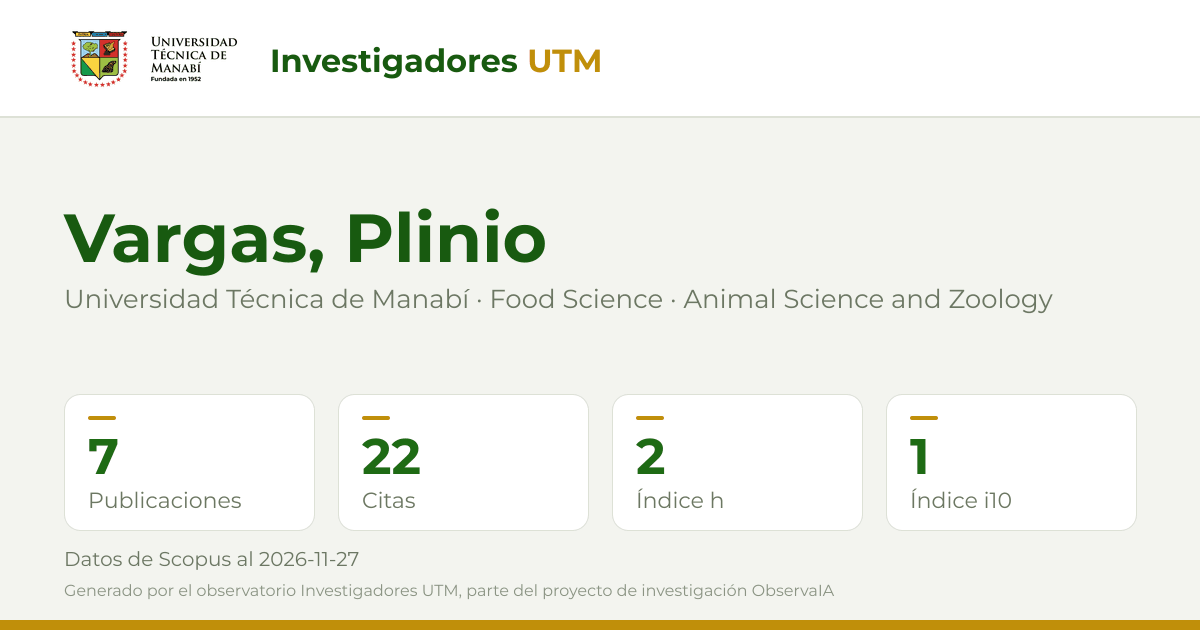 UNIVERSIDAD
TÉCNICA DE
MANABÍ
Fundada en 1952
Investigadores UTM
Vargas, Plinio
Universidad Técnica de Manabí · Food Science · Animal Science and Zoology
7
Publicaciones
22
Citas
2
Índice h
1
Índice i10
Datos de Scopus al 2026-11-27
Generado por el observatorio Investigadores UTM, parte del proyecto de investigación ObservaIA